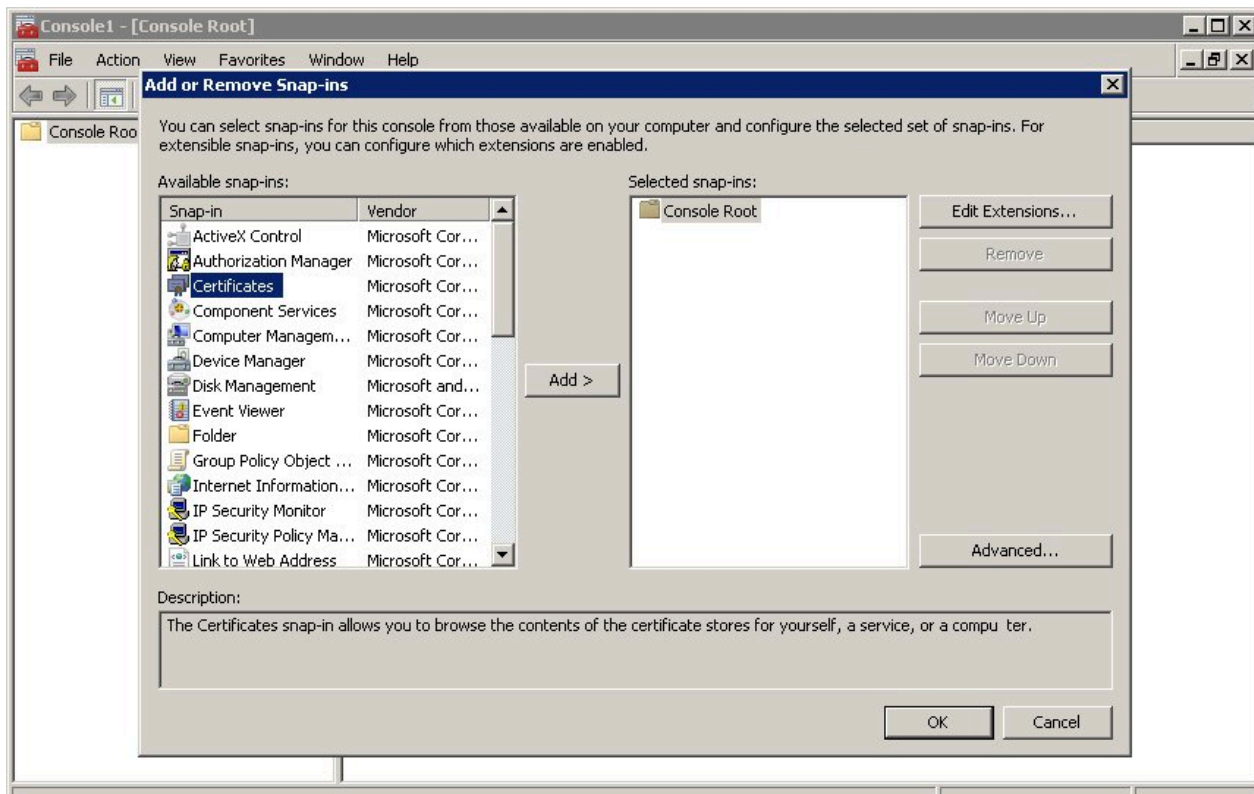 Console1 - [Console Root]
File Action View Favorites Window Help
Add or Remove Snap-ins
Console Roo
You can select snap-ins for this console from those available on your computer and configure the selected set of snap-ins. For
extensible snap-ins, you can configure which extensions are enabled.
Available snap-ins:
Snap-in Vendor
ActiveX Control Microsoft Cor...
Authorization Manager Microsoft Cor...
Certificates Microsoft Cor...
Component Services Microsoft Cor...
Computer Managem... Microsoft Cor...
Device Manager Microsoft Cor...
Disk Management Microsoft and...
Event Viewer Microsoft Cor...
Folder Microsoft Cor...
Group Policy Object ... Microsoft Cor...
Internet Information... Microsoft Cor...
IP Security Monitor Microsoft Cor...
IP Security Policy Ma... Microsoft Cor...
Link to Web Address Microsoft Cor...
Add >
Selected snap-ins:
Console Root
Edit Extensions...
Remove
Move Up
Move Down
Advanced...
Description:
The Certificates snap-in allows you to browse the contents of the certificate stores for yourself, a service, or a compu ter.
OK Cancel